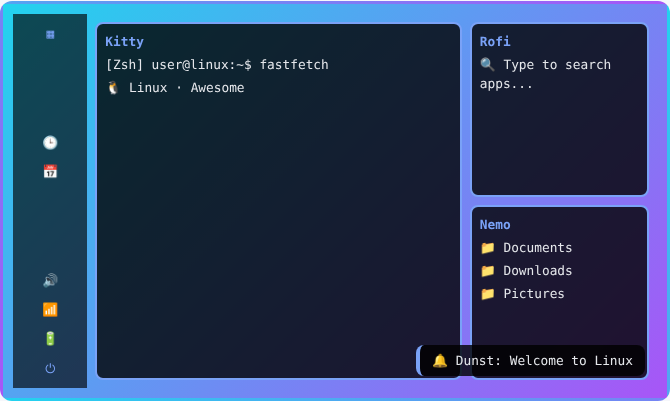 Kitty
[Zsh] user@linux:~$ fastfetch
🐧 Linux · Awesome
Rofi
🔍 Type to search
apps...
Nemo
📁 Documents
📁 Downloads
📁 Pictures
🔔 Dunst: Welcome to Linux